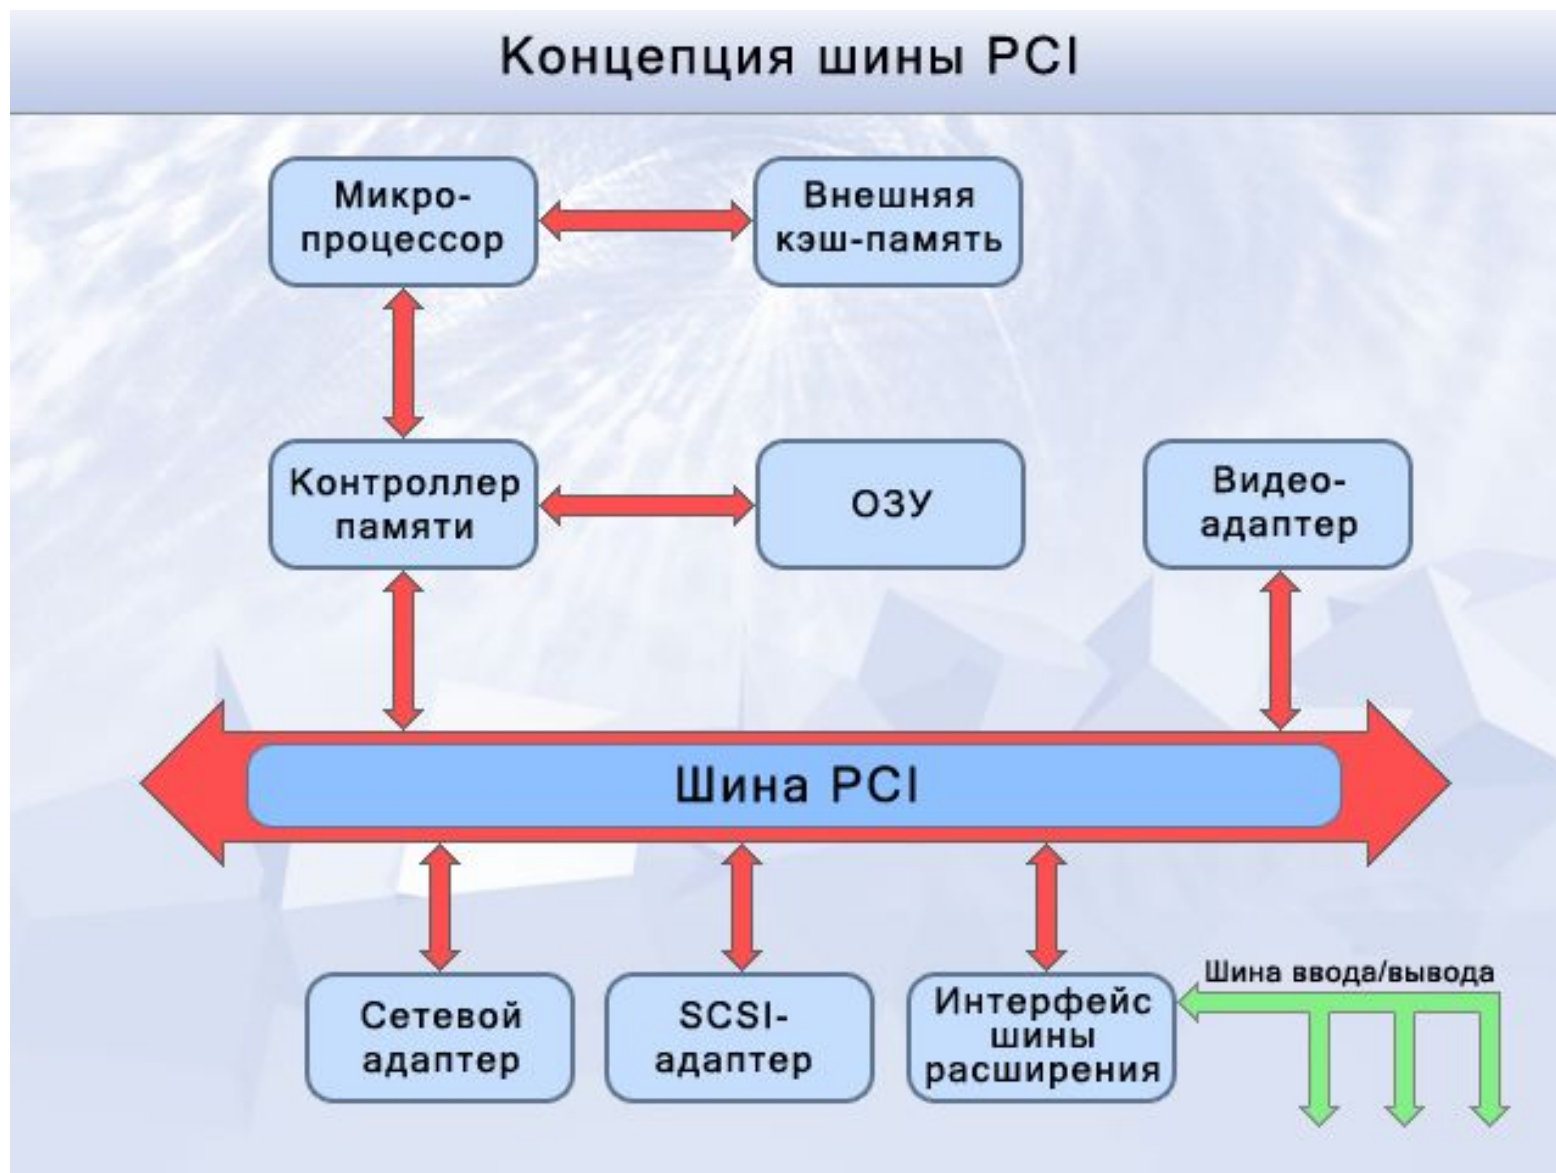 Концепция шины PCI
Микро-
процессор
Внешняя
кэш-память
Контроллер
памяти
ОЗУ
Видео-
адаптер
Шина PCI
Сетевой
адаптер
SCSI-
адаптер
Интерфейс
шины
расширения
Шина ввода/вывода